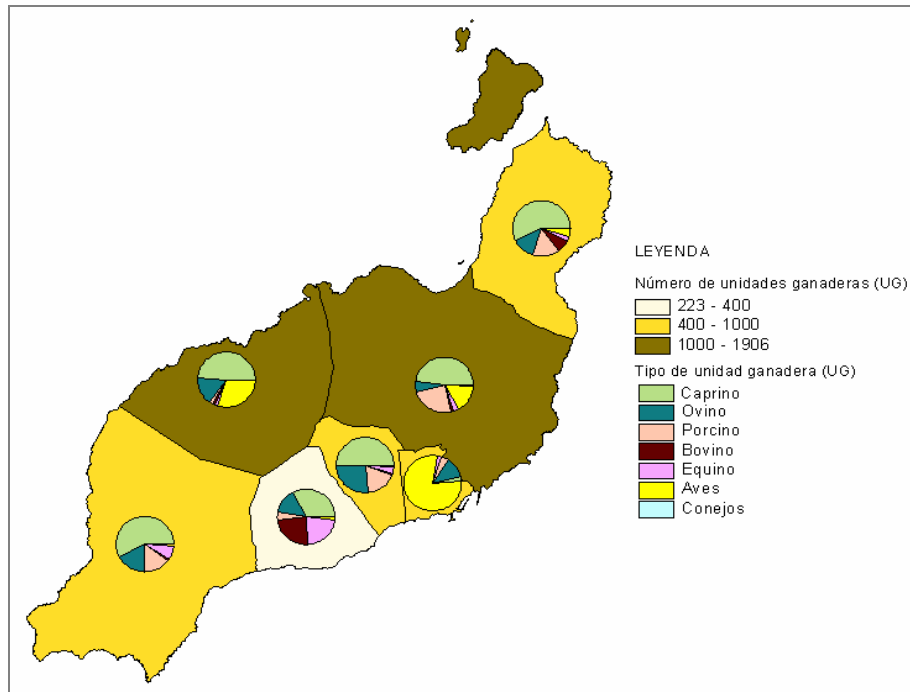 LEYENDA
Número de unidades ganaderas (UG)
223 - 400
400 - 1000
1000 - 1906
Tipo de unidad ganadera (UG)
Caprino
Ovino
Porcino
Bovino
Equino
Aves
Conejos